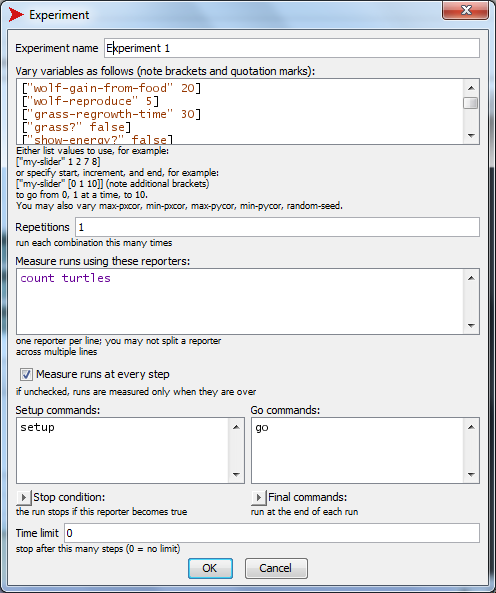 Experiment
Experiment name Experiment 1
Vary variables as follows (note brackets and quotation marks):
["wolf-gain-from-food" 20]
["wolf-reproduce" 5]
["grass-regrowth-time" 30]
["grass?" false]
["show-energy?" false]
Either list values to use, for example:
["my-slider" 1 2 7 8]
or specify start, increment, and end, for example:
["my-slider" [0 1 10]] (note additional brackets)
to go from 0, 1 at a time, to 10.
You may also vary max-pxcor, min-pxcor, max-pycor, min-pycor, random-seed.
Repetitions 1
run each combination this many times
Measure runs using these reporters:
count turtles
one reporter per line; you may not split a reporter
across multiple lines
Measure runs at every step
if unchecked, runs are measured only when they are over
Setup commands:
setup
Go commands:
go
Stop condition:
the run stops if this reporter becomes true
Final commands:
run at the end of each run
Time limit 0
stop after this many steps (0 = no limit)
OK
Cancel